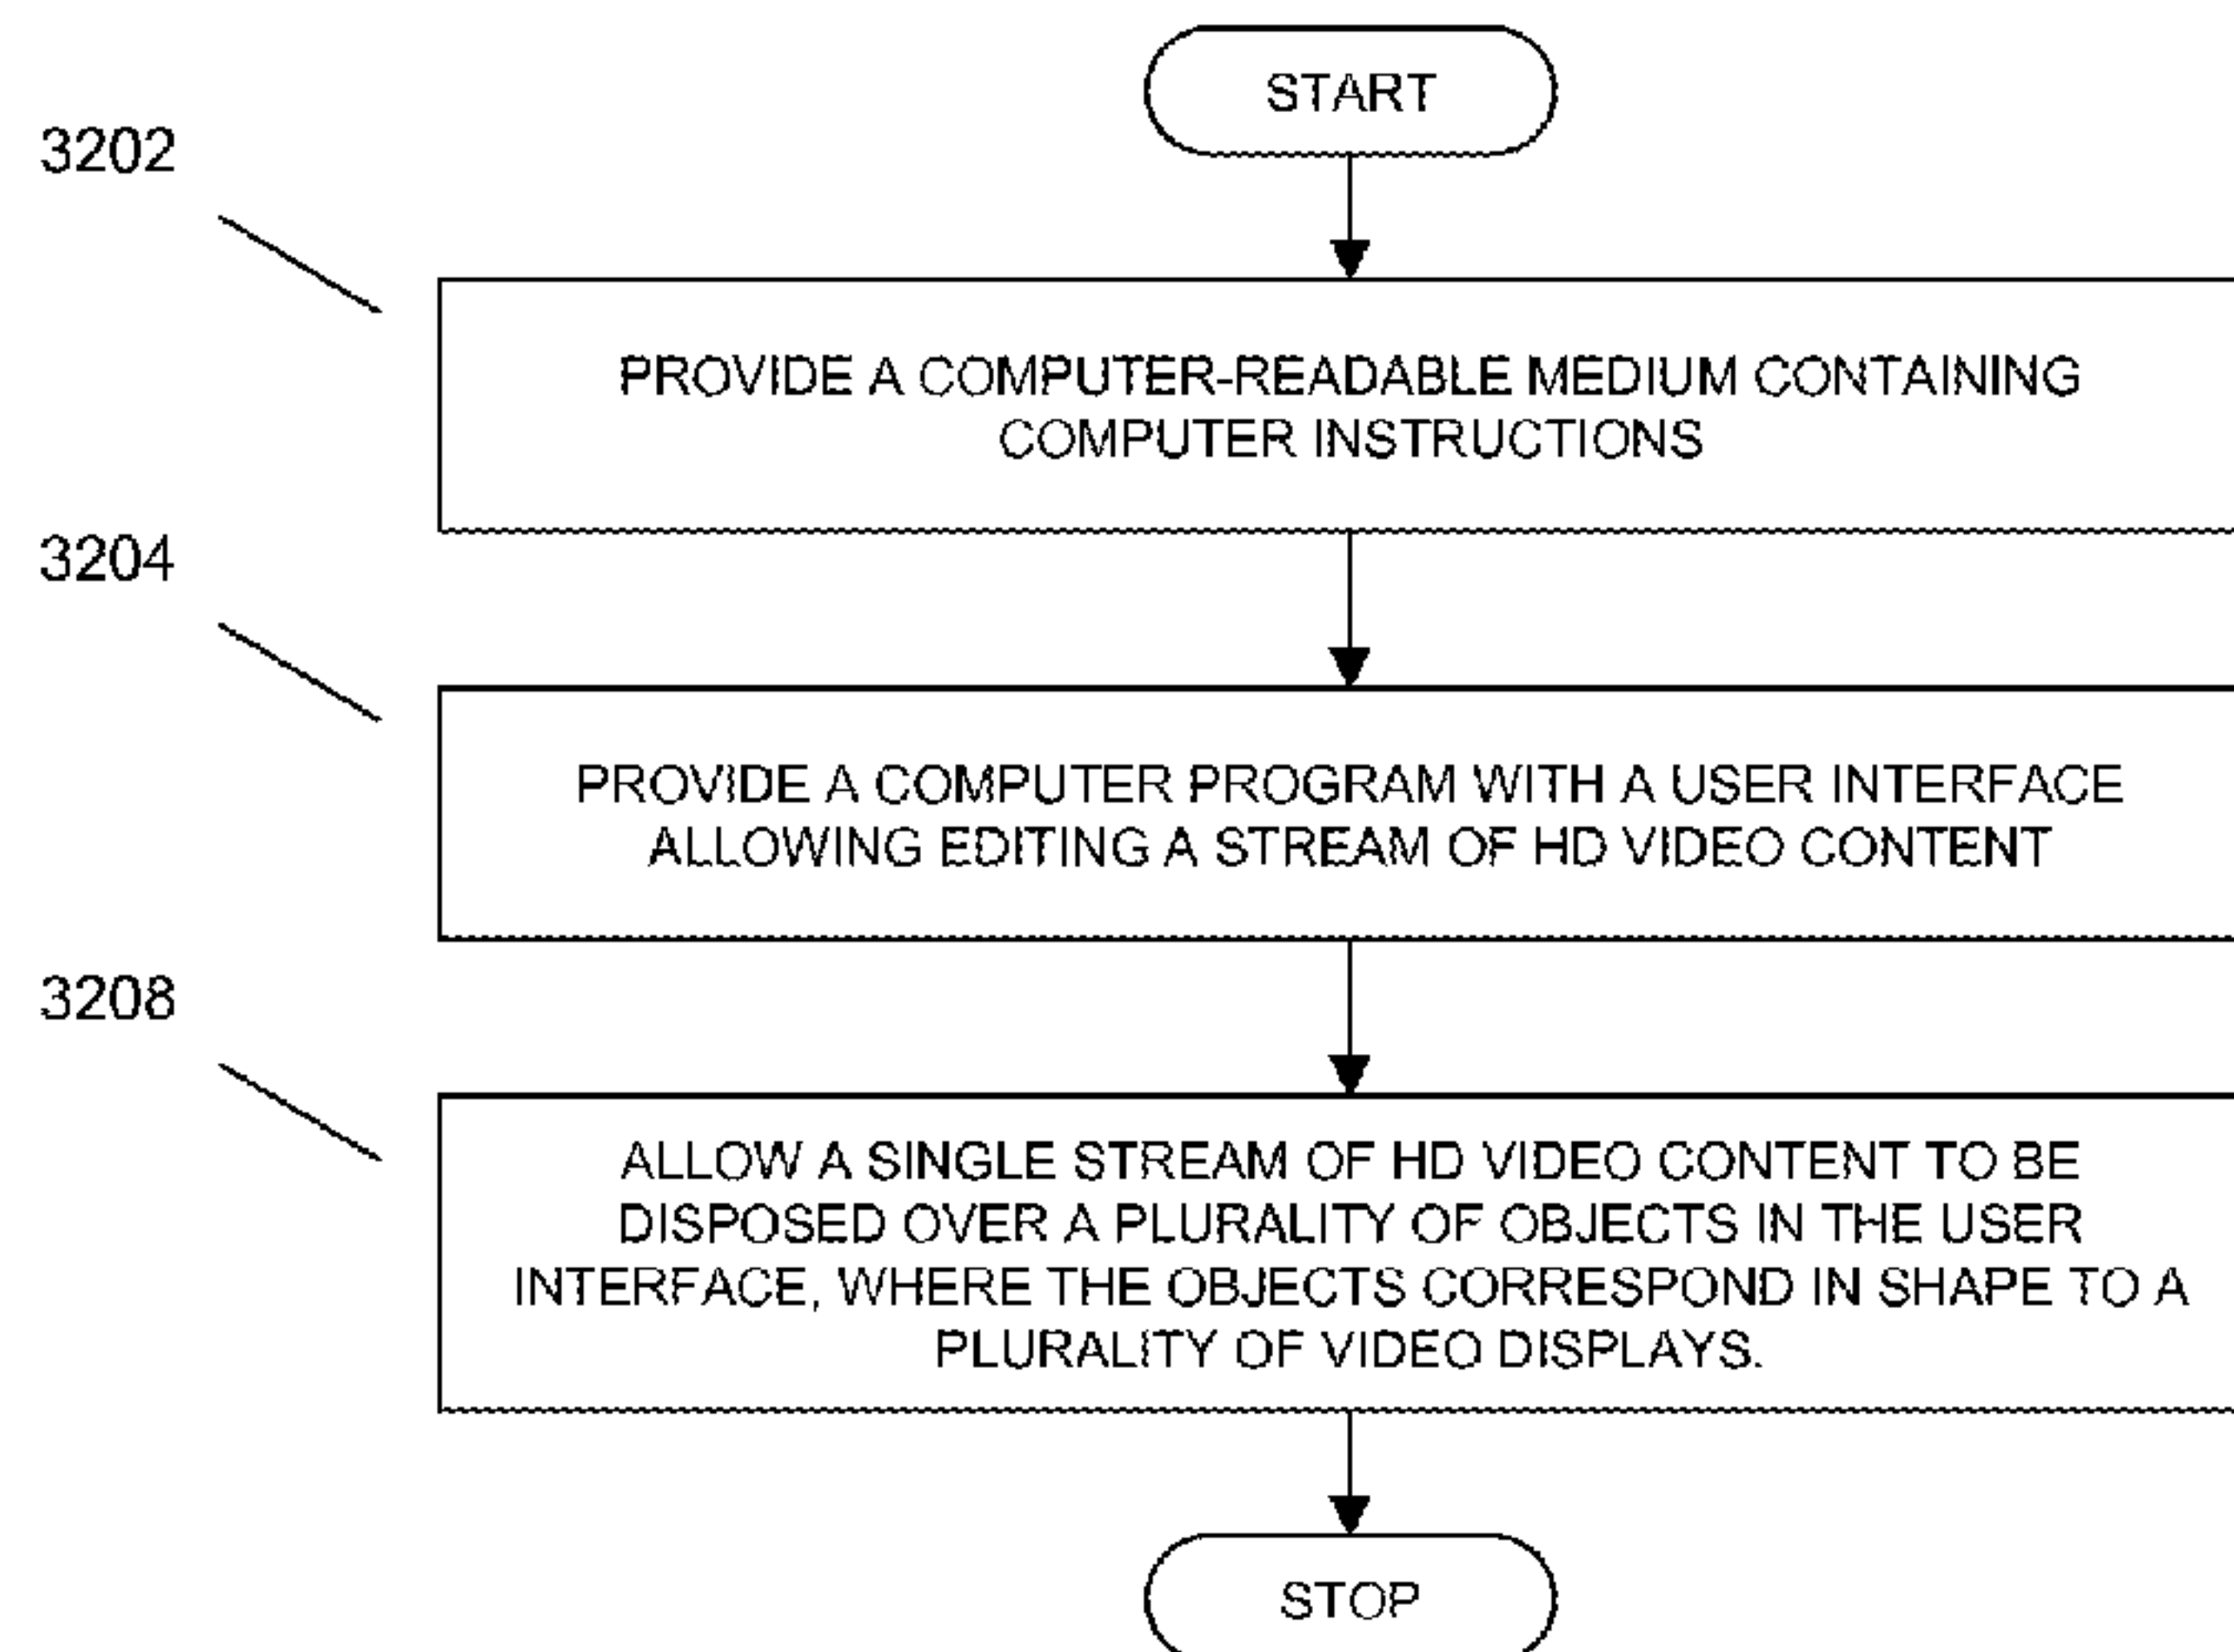 START
3202
PROVIDE A COMPUTER-READABLE MEDIUM CONTAINING
COMPUTER INSTRUCTIONS
3204
PROVIDE A COMPUTER PROGRAM WITH A USER INTERFACE
ALLOWING EDITING A STREAM OF HD VIDEO CONTENT
3208
ALLOW A SINGLE STREAM OF HD VIDEO CONTENT TO BE
DISPOSED OVER A PLURALITY OF OBJECTS IN THE USER
INTERFACE, WHERE THE OBJECTS CORRESPOND IN SHAPE TO A
PLURALITY OF VIDEO DISPLAYS.
STOP